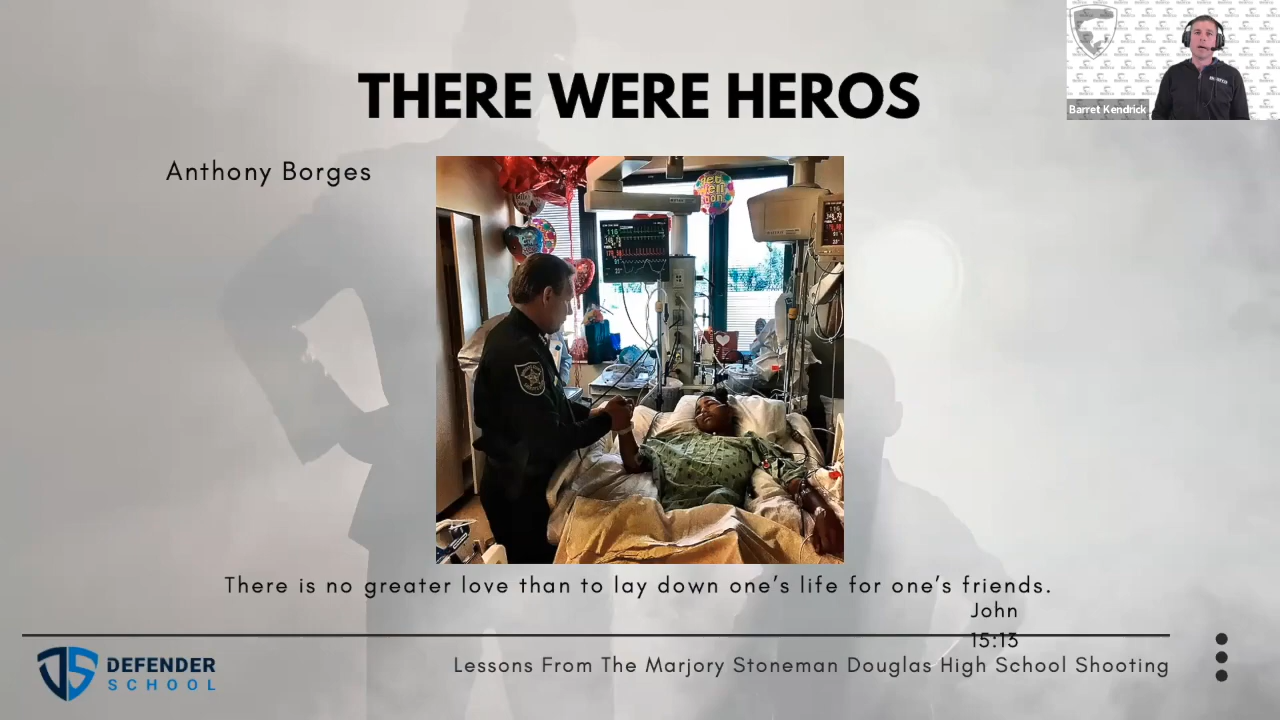 THERE WERE HEROS
Barret Kendrick
Anthony Borges
get
well
soon
There is no greater love than to lay down one's life for one's friends.
John
15:13
DEFENDER
SCHOOL
Lessons From The Marjory Stoneman Douglas High School Shooting